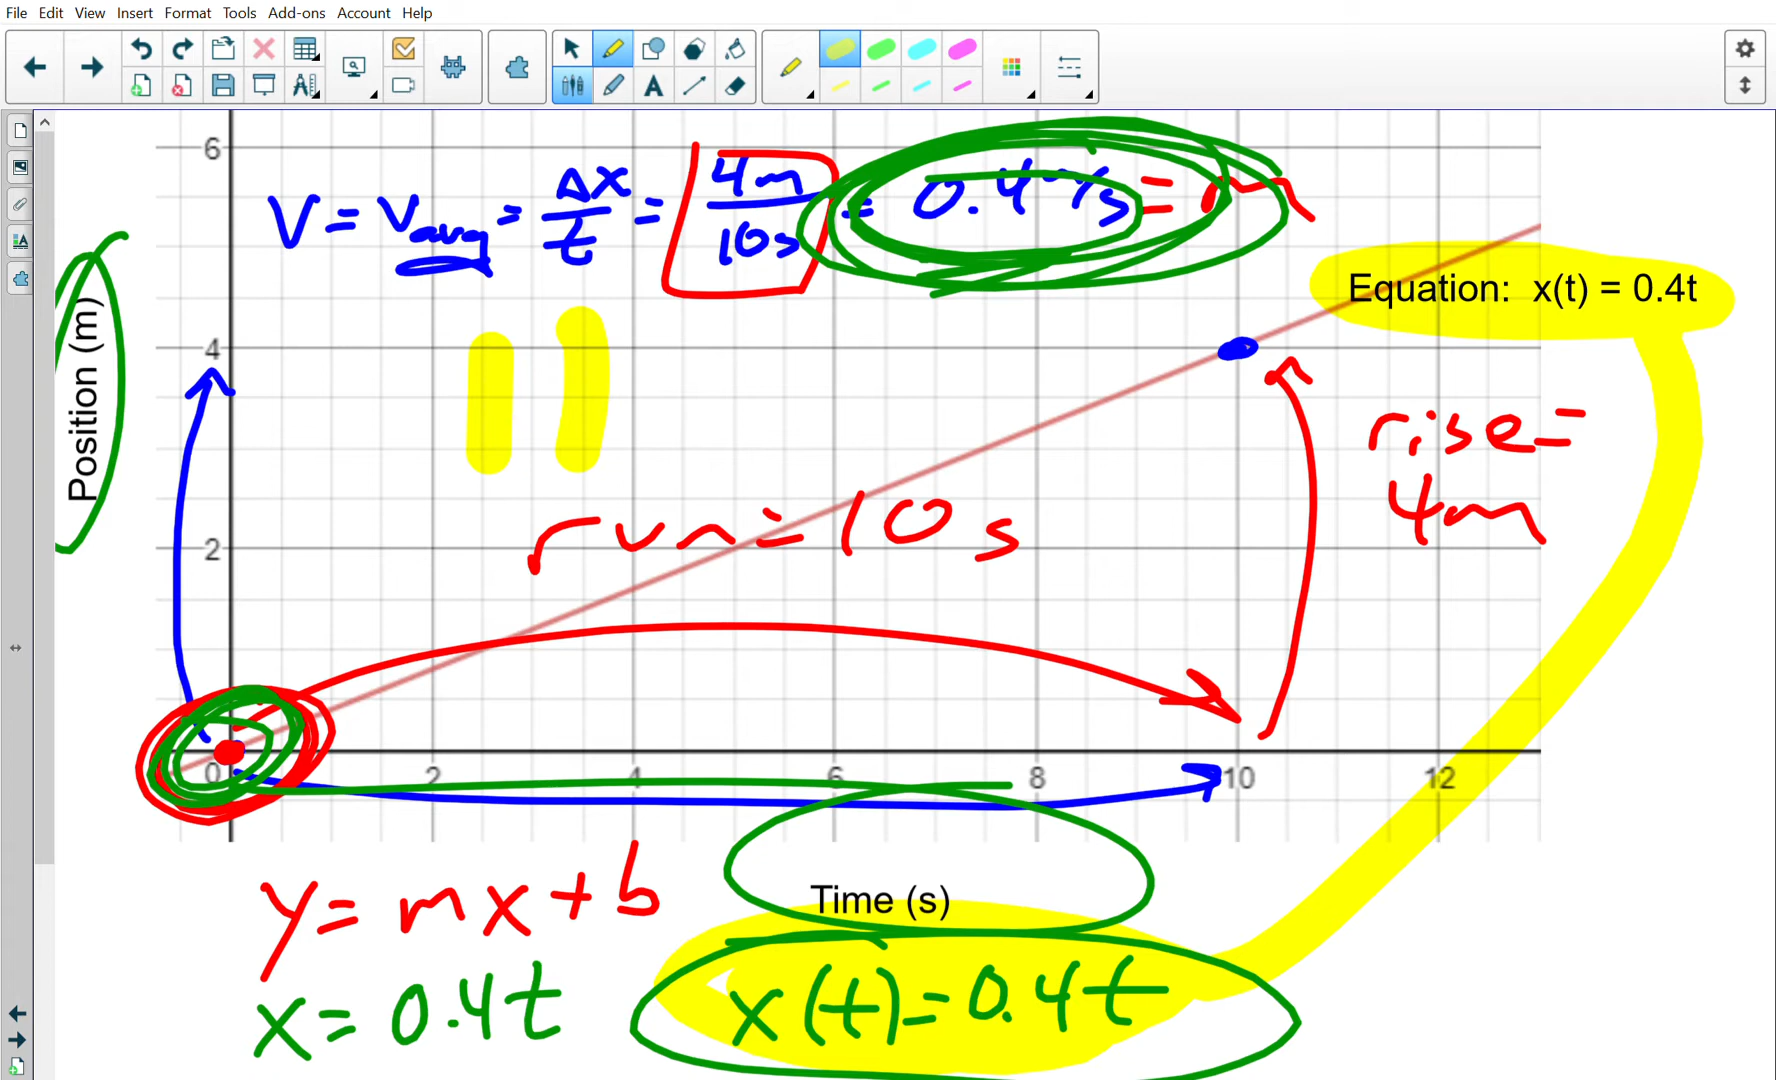 File Edit View Insert Format Tools Add-ons Account Help
6
V = Vavg = Δx/t = 4m/10s = 0.4 m/s = m
Equation: x(t) = 0.4t
Position (m)
4
rise =
4m
run = 10 s
2
0 2 4 6 8 10 12
Time (s)
y = mx + b
x = 0.4t
x(t) = 0.4t